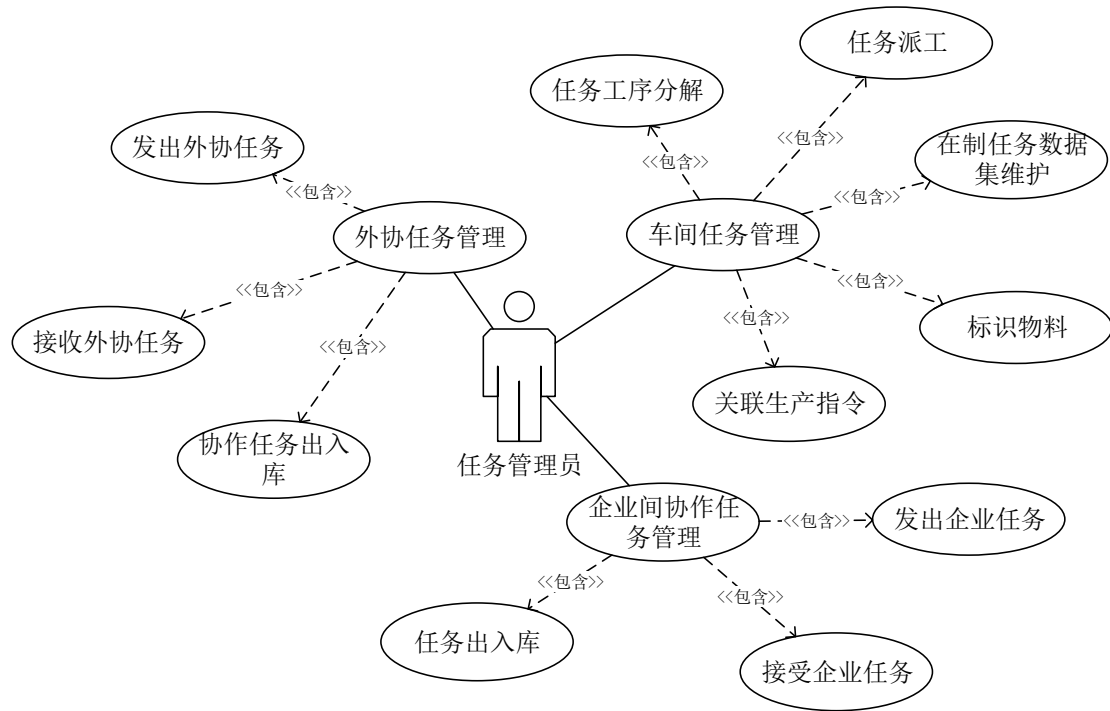 任务派工
任务工序分解
<<包含>>
发出外协任务
<<包含>>
在制任务数据
集维护
<<包含>>
<<包含>>
外协任务管理
车间任务管理
<<包含>>
<<包含>>
接收外协任务
标识物料
<<包含>>
<<包含>>
关联生产指令
协作任务出入
库
任务管理员
企业间协作任
务管理
<<包含>>
发出企业任务
<<包含>>
<<包含>>
任务出入库
接受企业任务